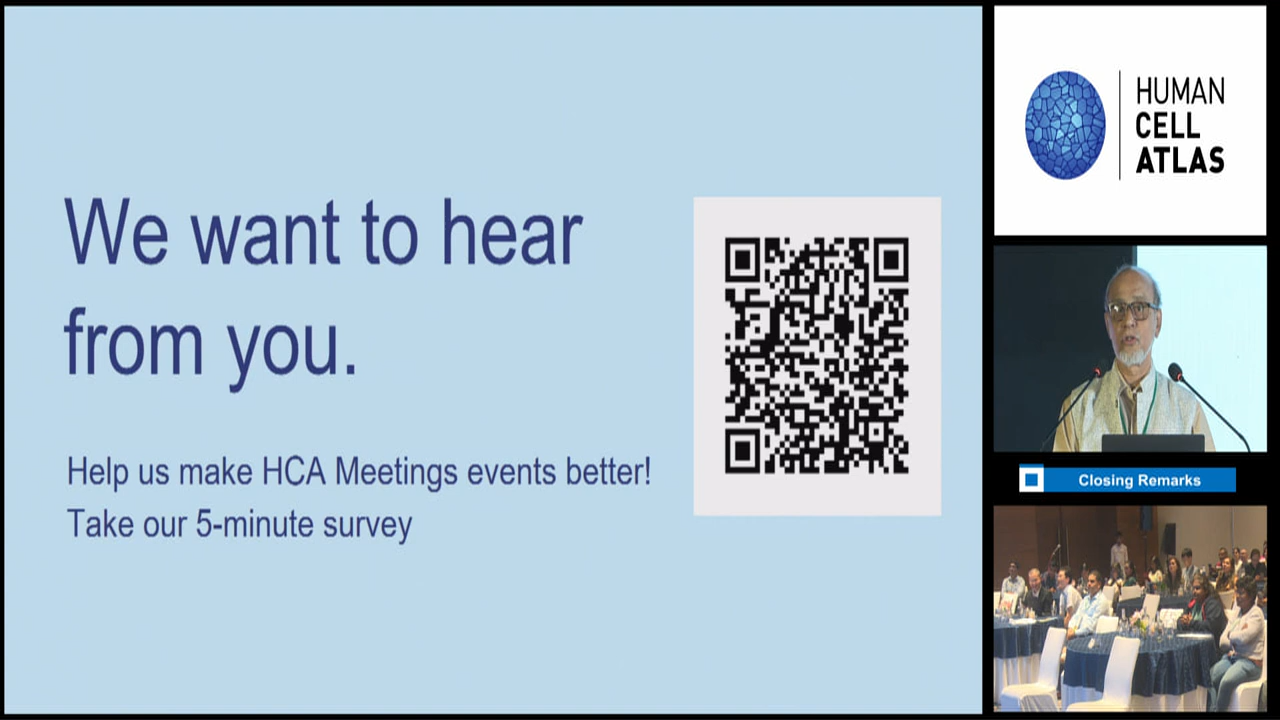 We want to hear
from you.
Help us make HCA Meetings events better!
Take our 5-minute survey
HUMAN
CELL
ATLAS
Closing Remarks